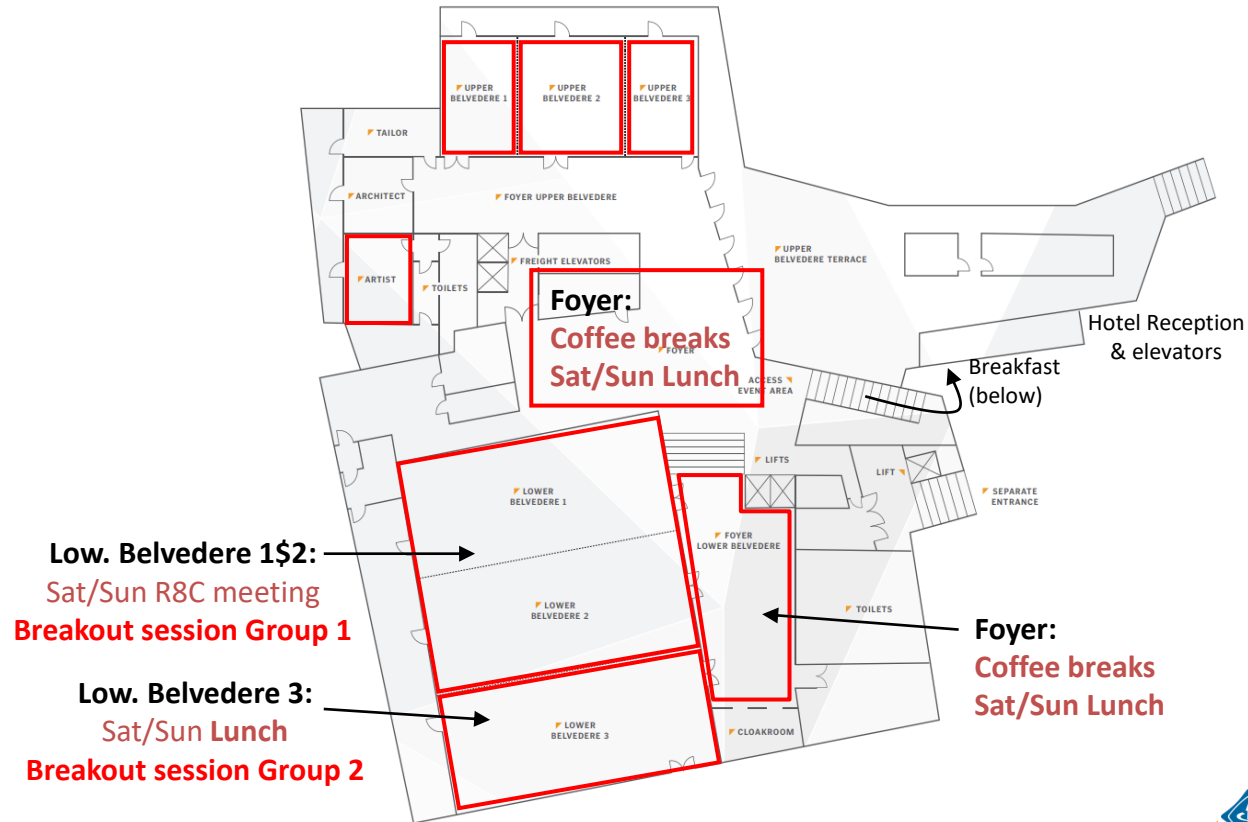 UPPER
BELVEDERE 1
UPPER
BELVEDERE 2
UPPER
BELVEDERE 3
TAILOR
ARCHITECT
FOYER UPPER BELVEDERE
ARTIST
TOILETS
FREIGHT ELEVATORS
UPPER
BELVEDERE TERRACE
Foyer:
Coffee breaks
FOYER
Sat/Sun Lunch
ACCESS
EVENT AREA
Hotel Reception
& elevators
Breakfast
(below)
LIFTS
LIFT
SEPARATE
ENTRANCE
LOWER
BELVEDERE 1
FOYER
LOWER BELVEDERE
Low. Belvedere 1$2:
Sat/Sun R8C meeting
Breakout session Group 1
LOWER
BELVEDERE 2
TOILETS
Foyer:
Coffee breaks
Sat/Sun Lunch
Low. Belvedere 3:
Sat/Sun Lunch
Breakout session Group 2
LOWER
BELVEDERE 3
CLOAKROOM